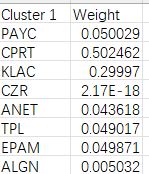 Cluster 1 Weight
PAYC 0.050029
CPRT 0.502462
KLAC 0.29997
CZR 2.17E-18
ANET 0.043618
TPL 0.049017
EPAM 0.049871
ALGN 0.005032